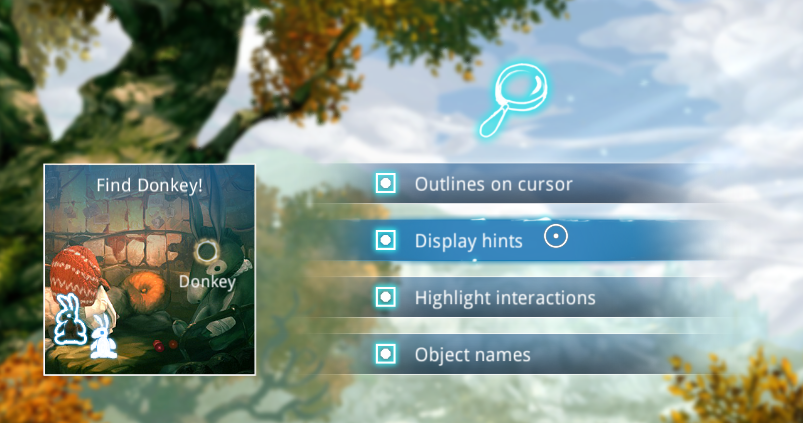 Find Donkey!
Donkey
Outlines on cursor
Display hints
Highlight interactions
Object names